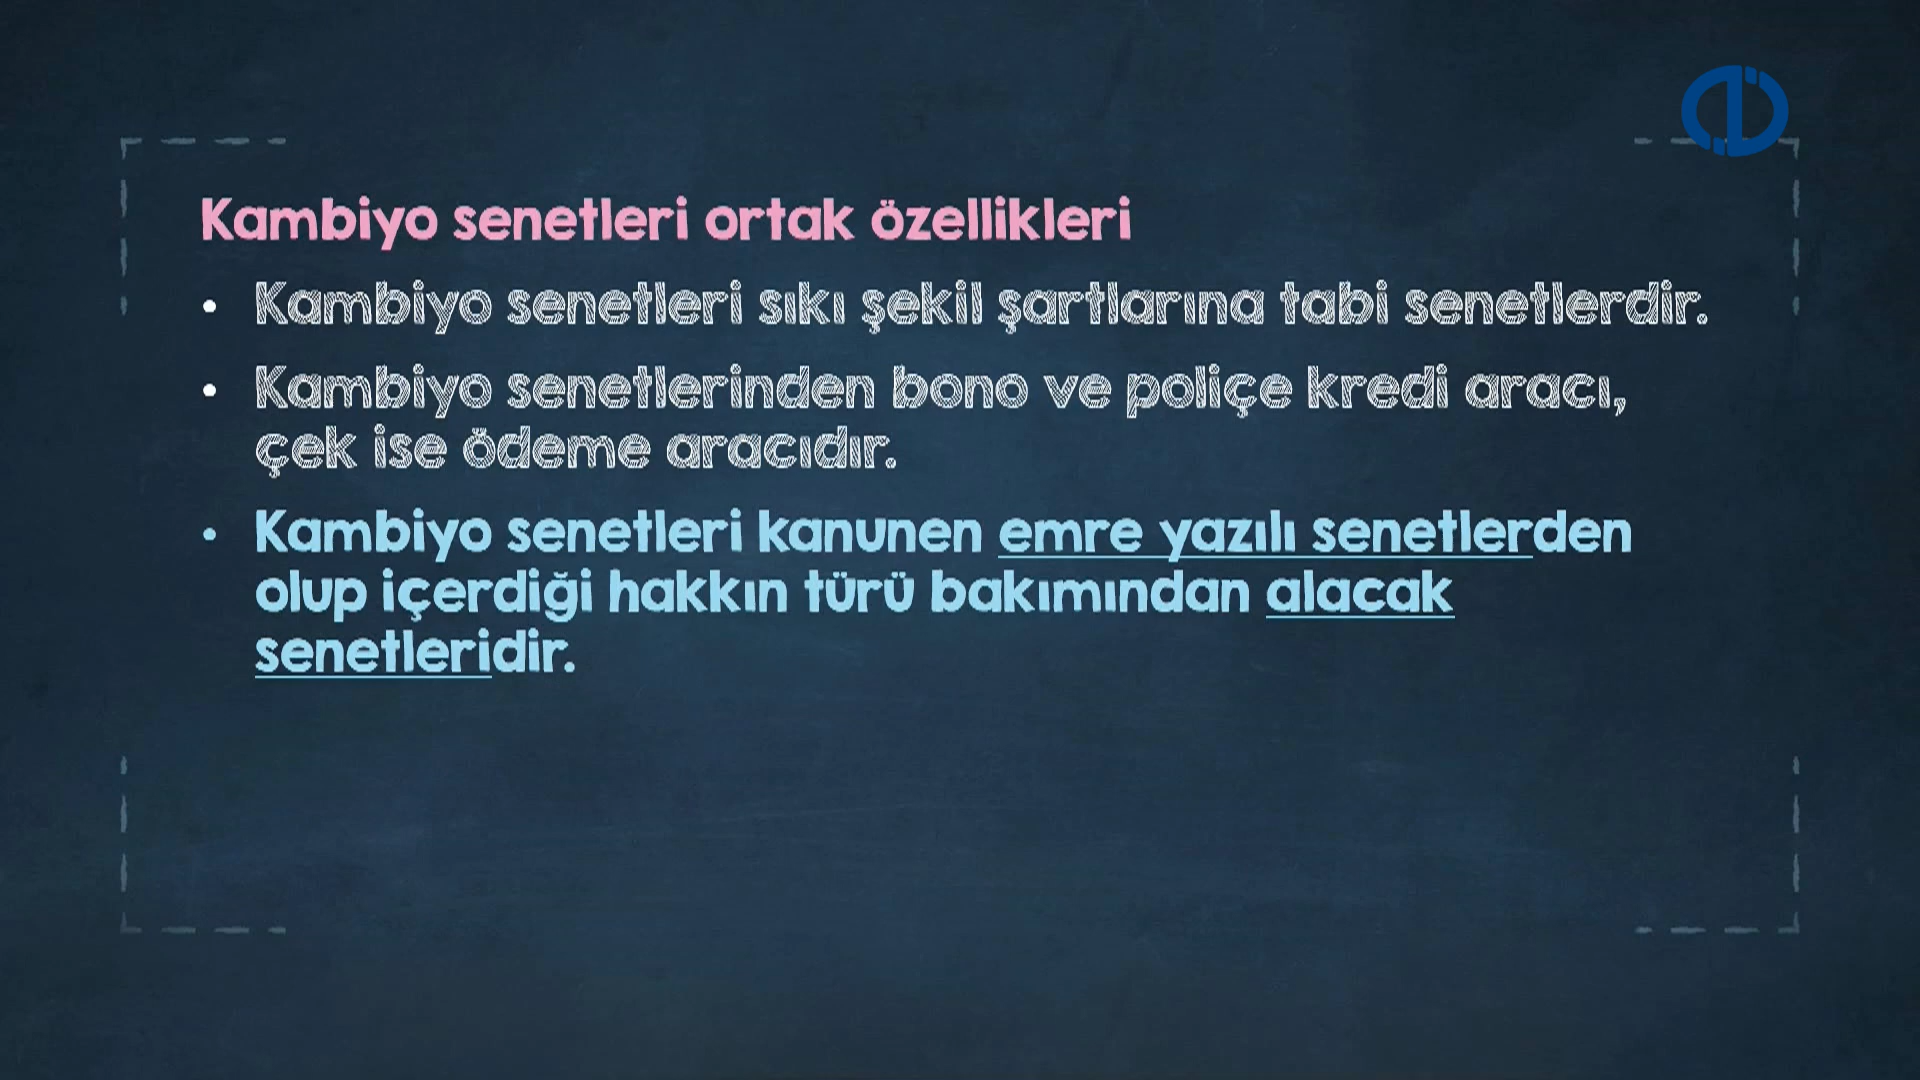 Kambiyo senetleri ortak özellikleri
• Kambiyo senetleri sıkı şekil şartlarına tabi senetlerdir.
• Kambiyo senetlerinden bono ve poliçe kredi aracı,
çek ise ödeme aracıdır.
• Kambiyo senetleri kanunen emre yazılı senetlerden
olup içerdiği hakkın türü bakımından alacak
senetleridir.